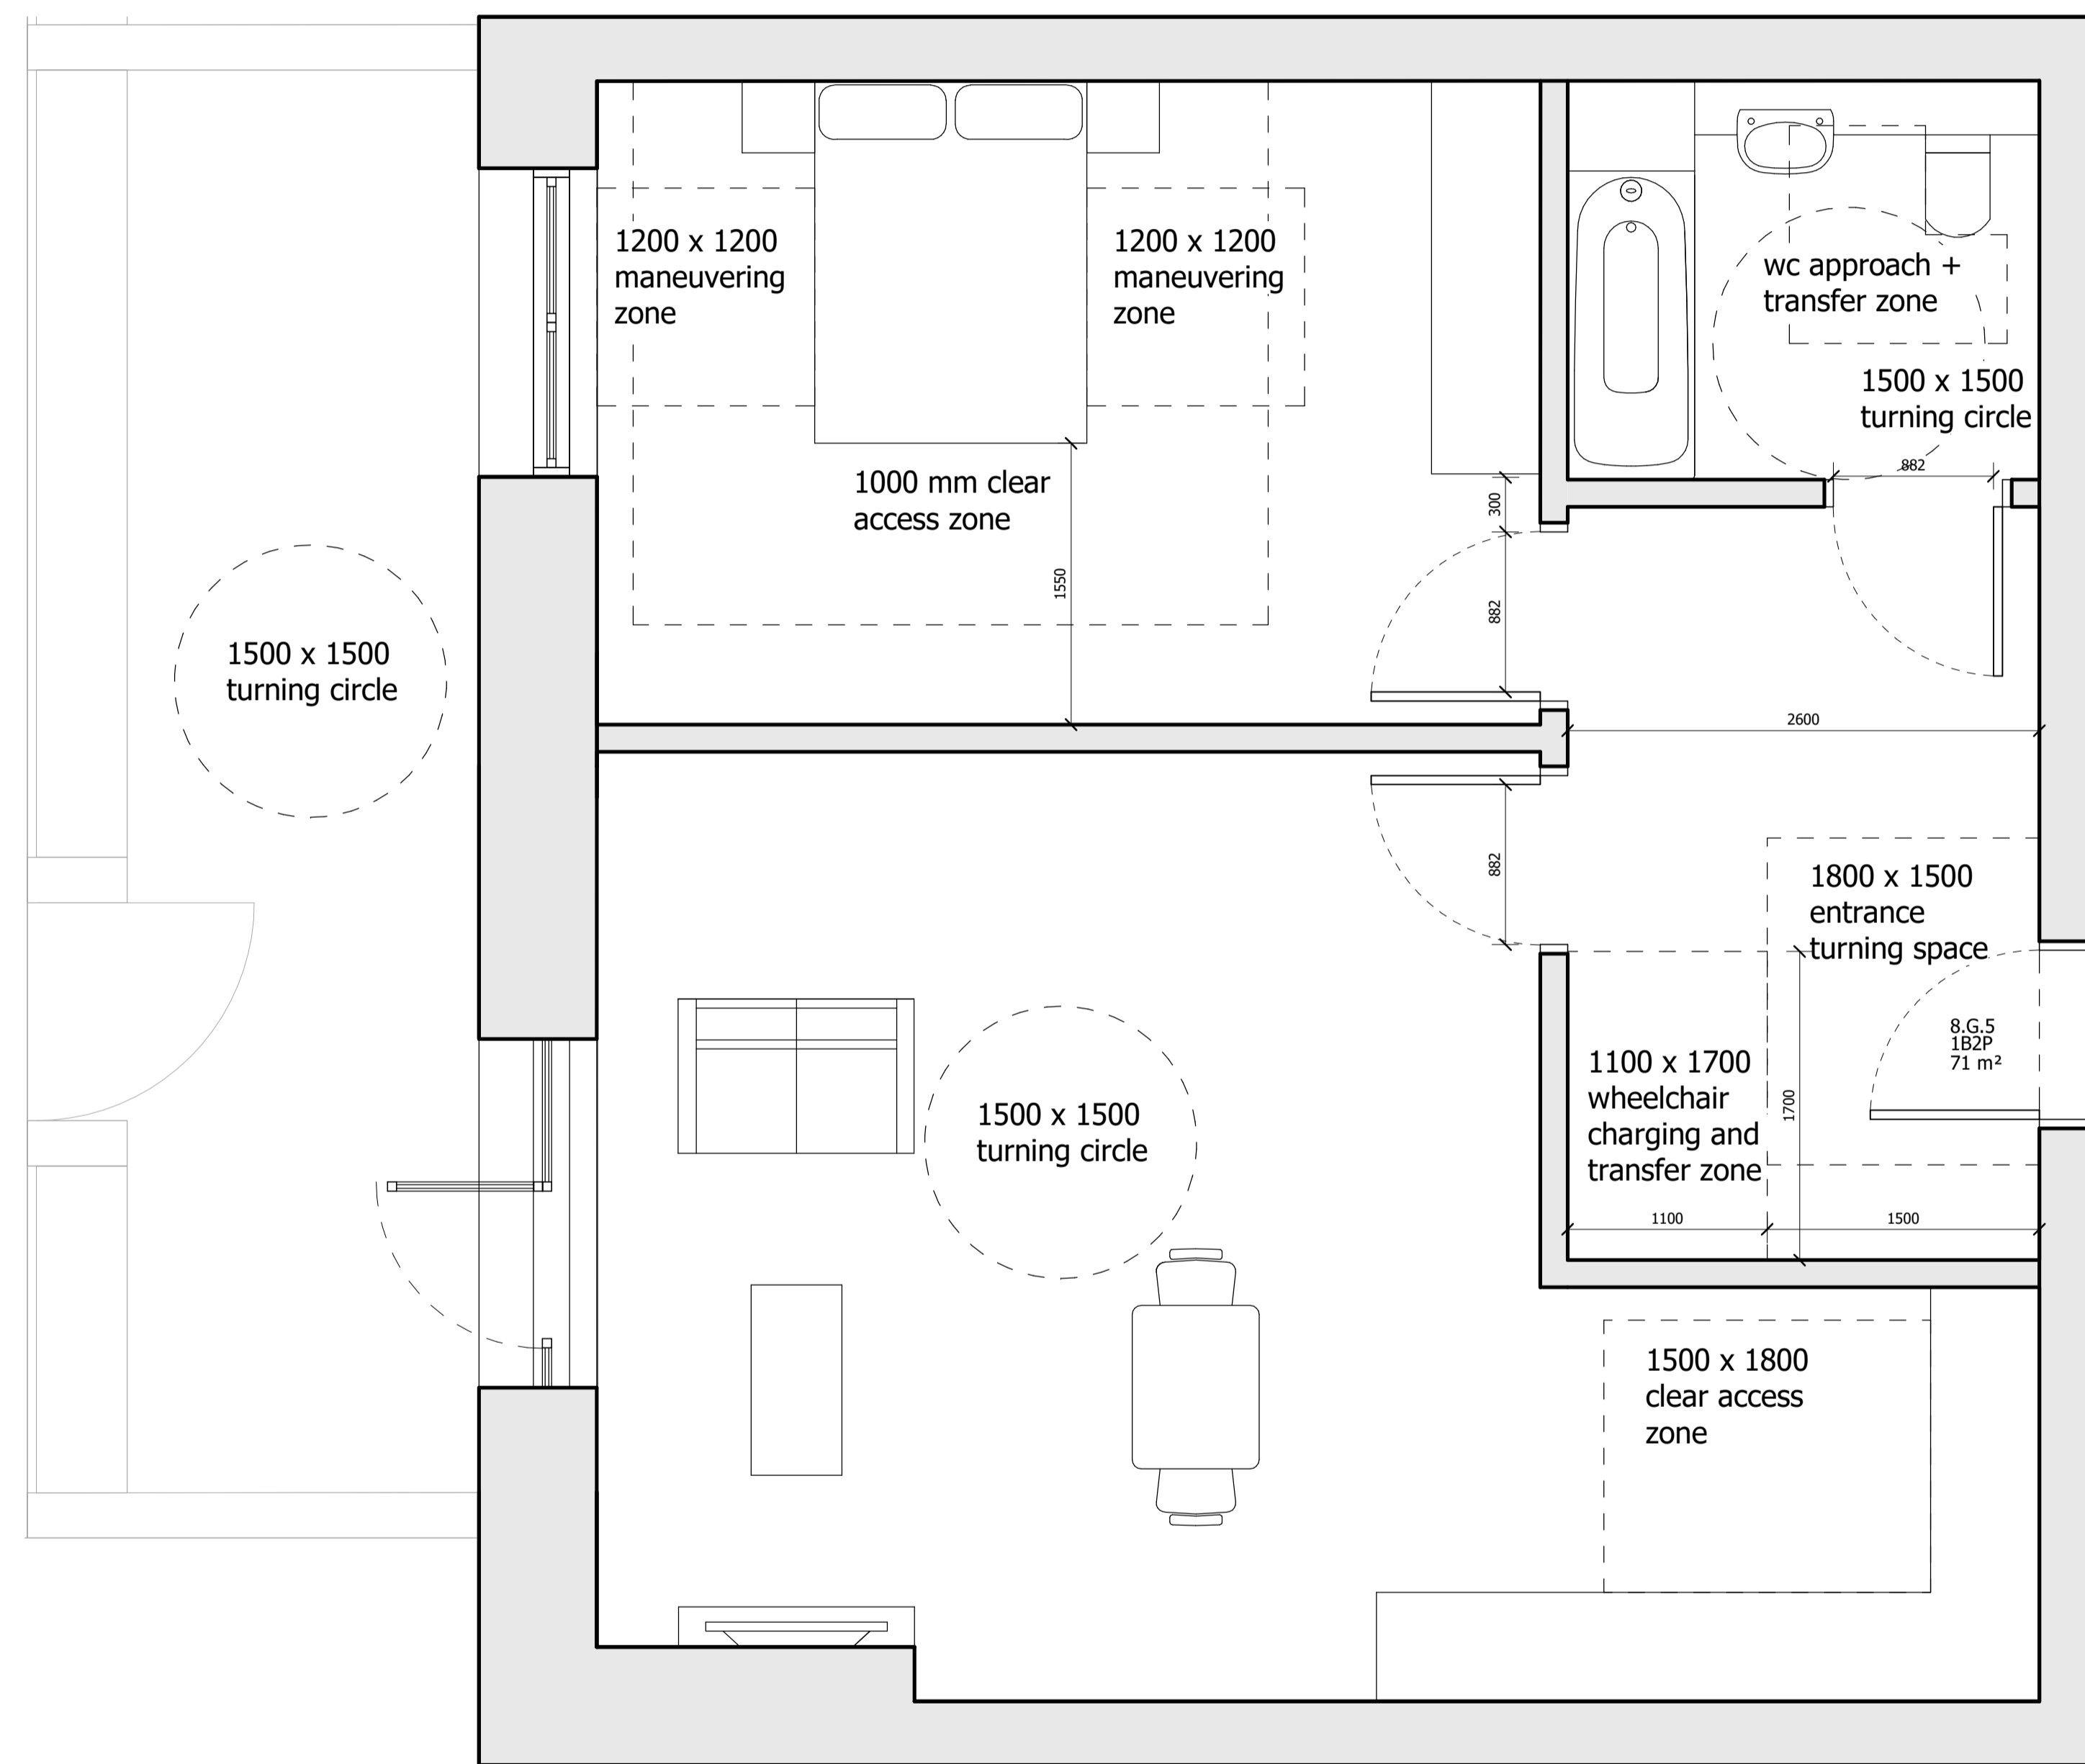 1200 x 1200
maneuvering
zone
1200 x 1200
maneuvering
zone
wc approach +
transfer zone
1500 x 1500
turning circle
882
1000 mm clear
access zone
300
1550
882
1500 x 1500
turning circle
2600
882
1800 x 1500
entrance
turning space
8.G.5
1B2P
71 m²
1100 x 1700
wheelchair
charging and
transfer zone
1700
1500 x 1500
turning circle
1100
1500
1500 x 1800
clear access
zone